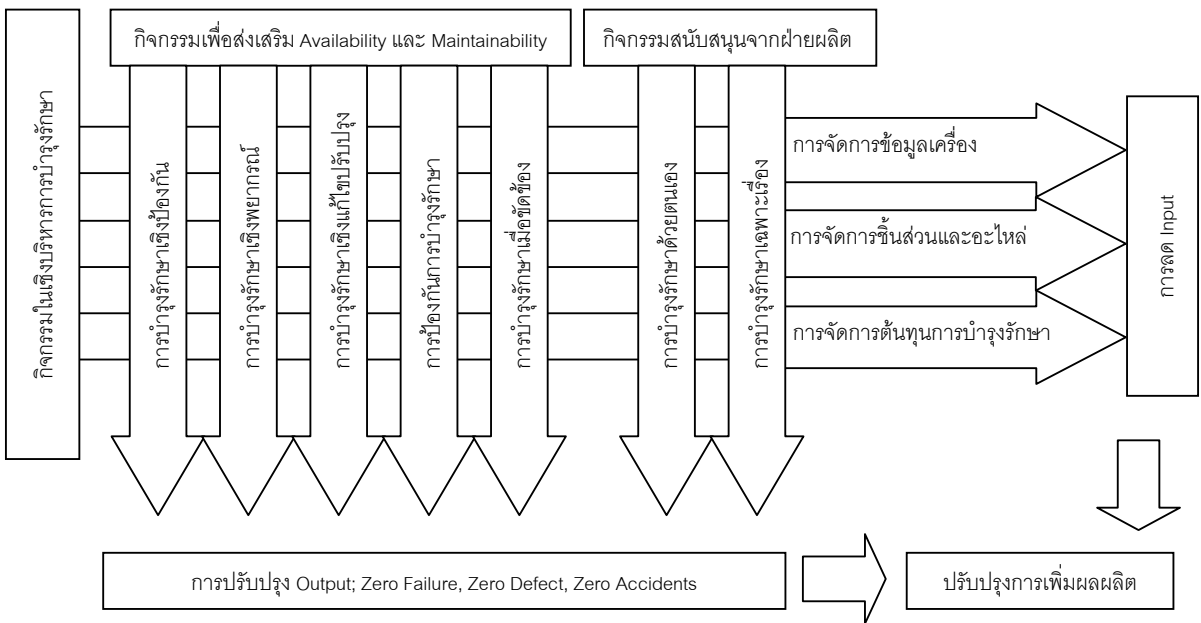 กิจกรรมเพื่อส่งเสริม Availability และ Maintainability
กิจกรรมสนับสนุนจากฝ่ายผลิต
กิจกรรมในเชิงบริหารการบำรุงรักษา
การบำรุงรักษาเชิงป้องกัน
การบำรุงรักษาเชิงพยากรณ์
การบำรุงรักษาเชิงแก้ไขปรับปรุง
การป้องกันการบำรุงรักษา
การบำรุงรักษาเมื่อขัดข้อง
การบำรุงรักษาด้วยตนเอง
การบำรุงรักษาเฉพาะเรื่อง
การจัดการข้อมูลเครื่อง
การจัดการชิ้นส่วนและอะไหล่
การจัดการต้นทุนการบำรุงรักษา
การลด Input
การปรับปรุง Output; Zero Failure, Zero Defect, Zero Accidents
ปรับปรุงการเพิ่มผลผลิต